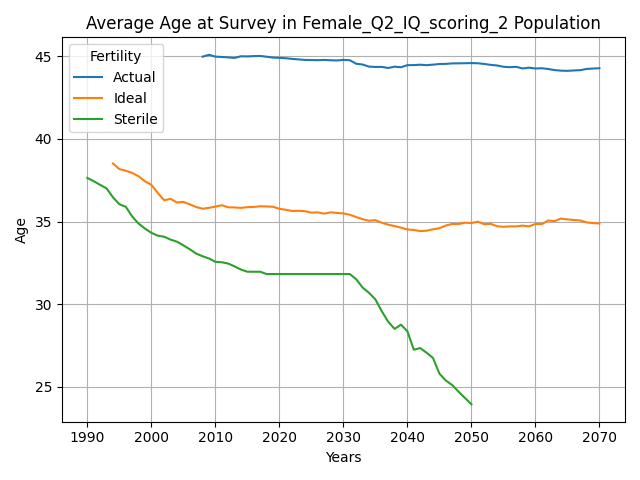 Average Age at Survey in Female_Q2_IQ_scoring_2 Population
Fertility
Actual
Ideal
Sterile
Age
45
40
35
30
25
1990 2000 2010 2020 2030 2040 2050 2060 2070
Years